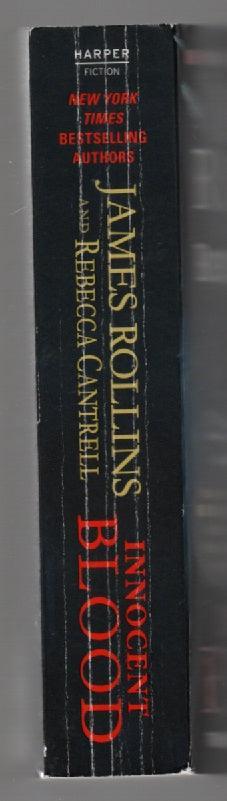 HARPER
FICTION
NEW YORK
TIMES
BESTSELLING
AUTHORS
JAMES ROLLINS
AND REBECCA CANTRELL
INNOCENT
BLOOD